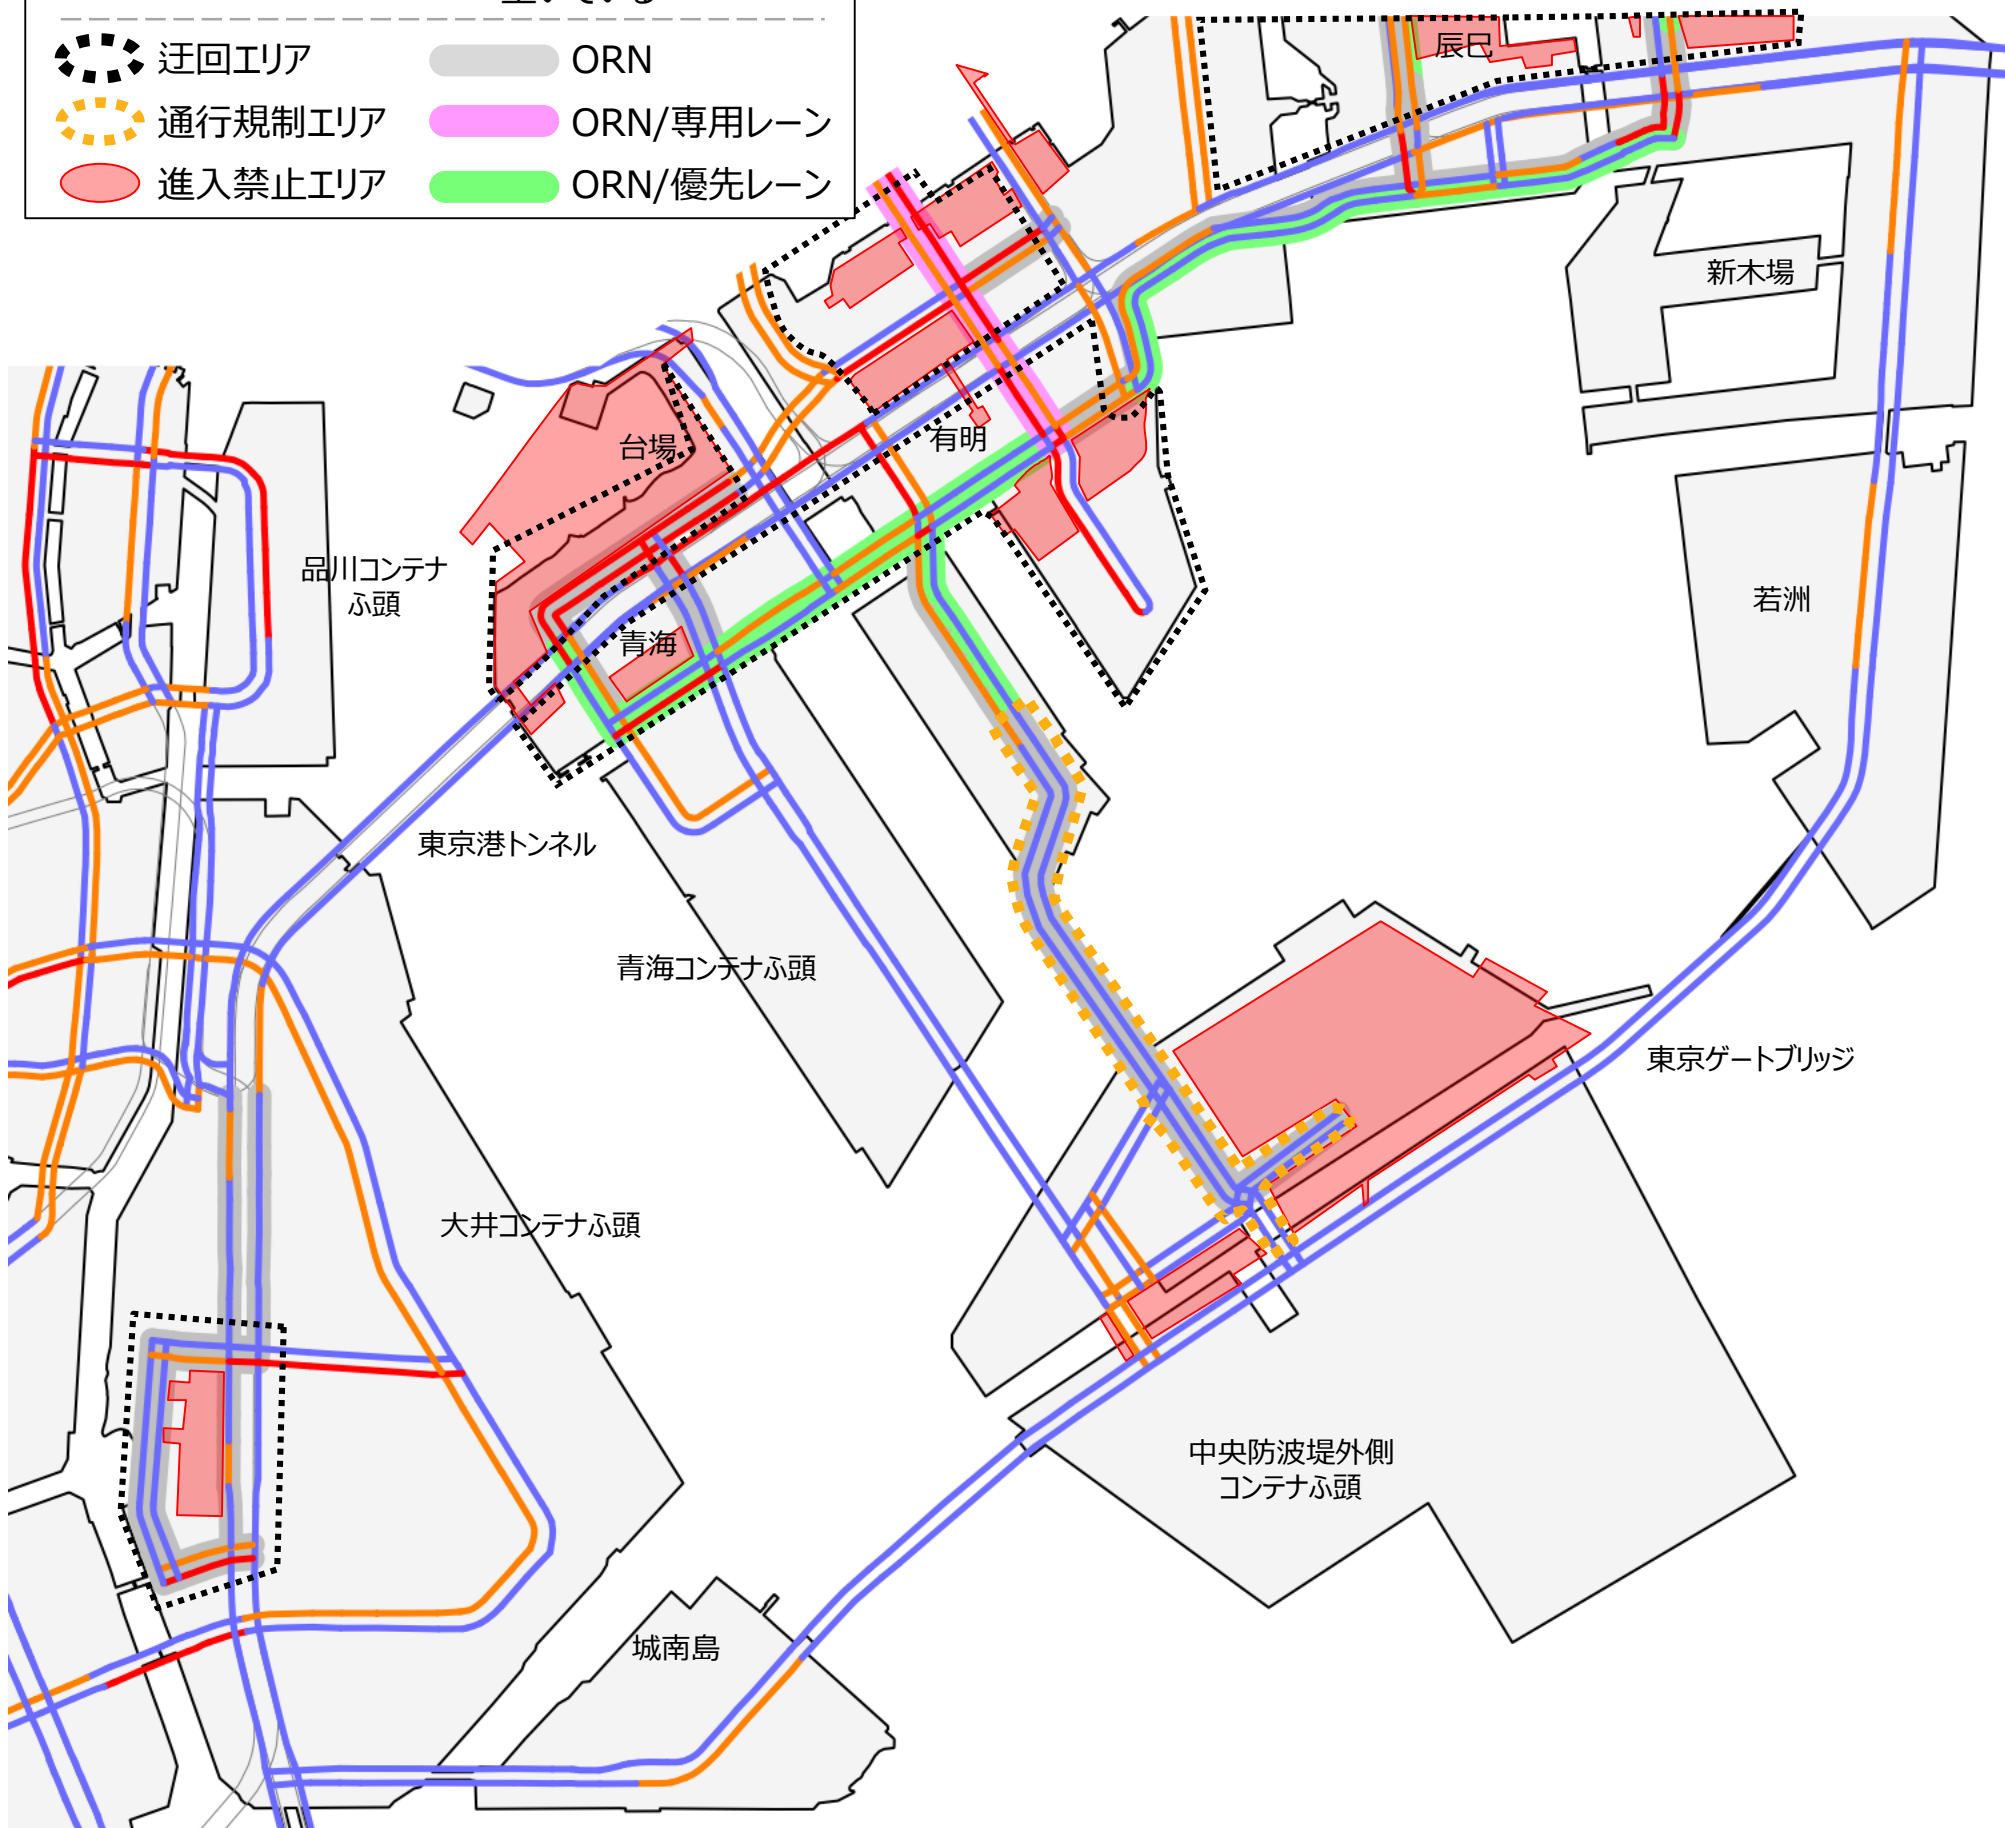 空いている
迂回エリア
ORN
通行規制エリア
ORN/専用レーン
進入禁止エリア
ORN/優先レーン
辰巳
新木場
有明
台場
品川コンテナ
ふ頭
若洲
青海
東京港トンネル
青海コンテナふ頭
東京ゲートブリッジ
大井コンテナふ頭
中央防波堤外側
コンテナふ頭
城南島